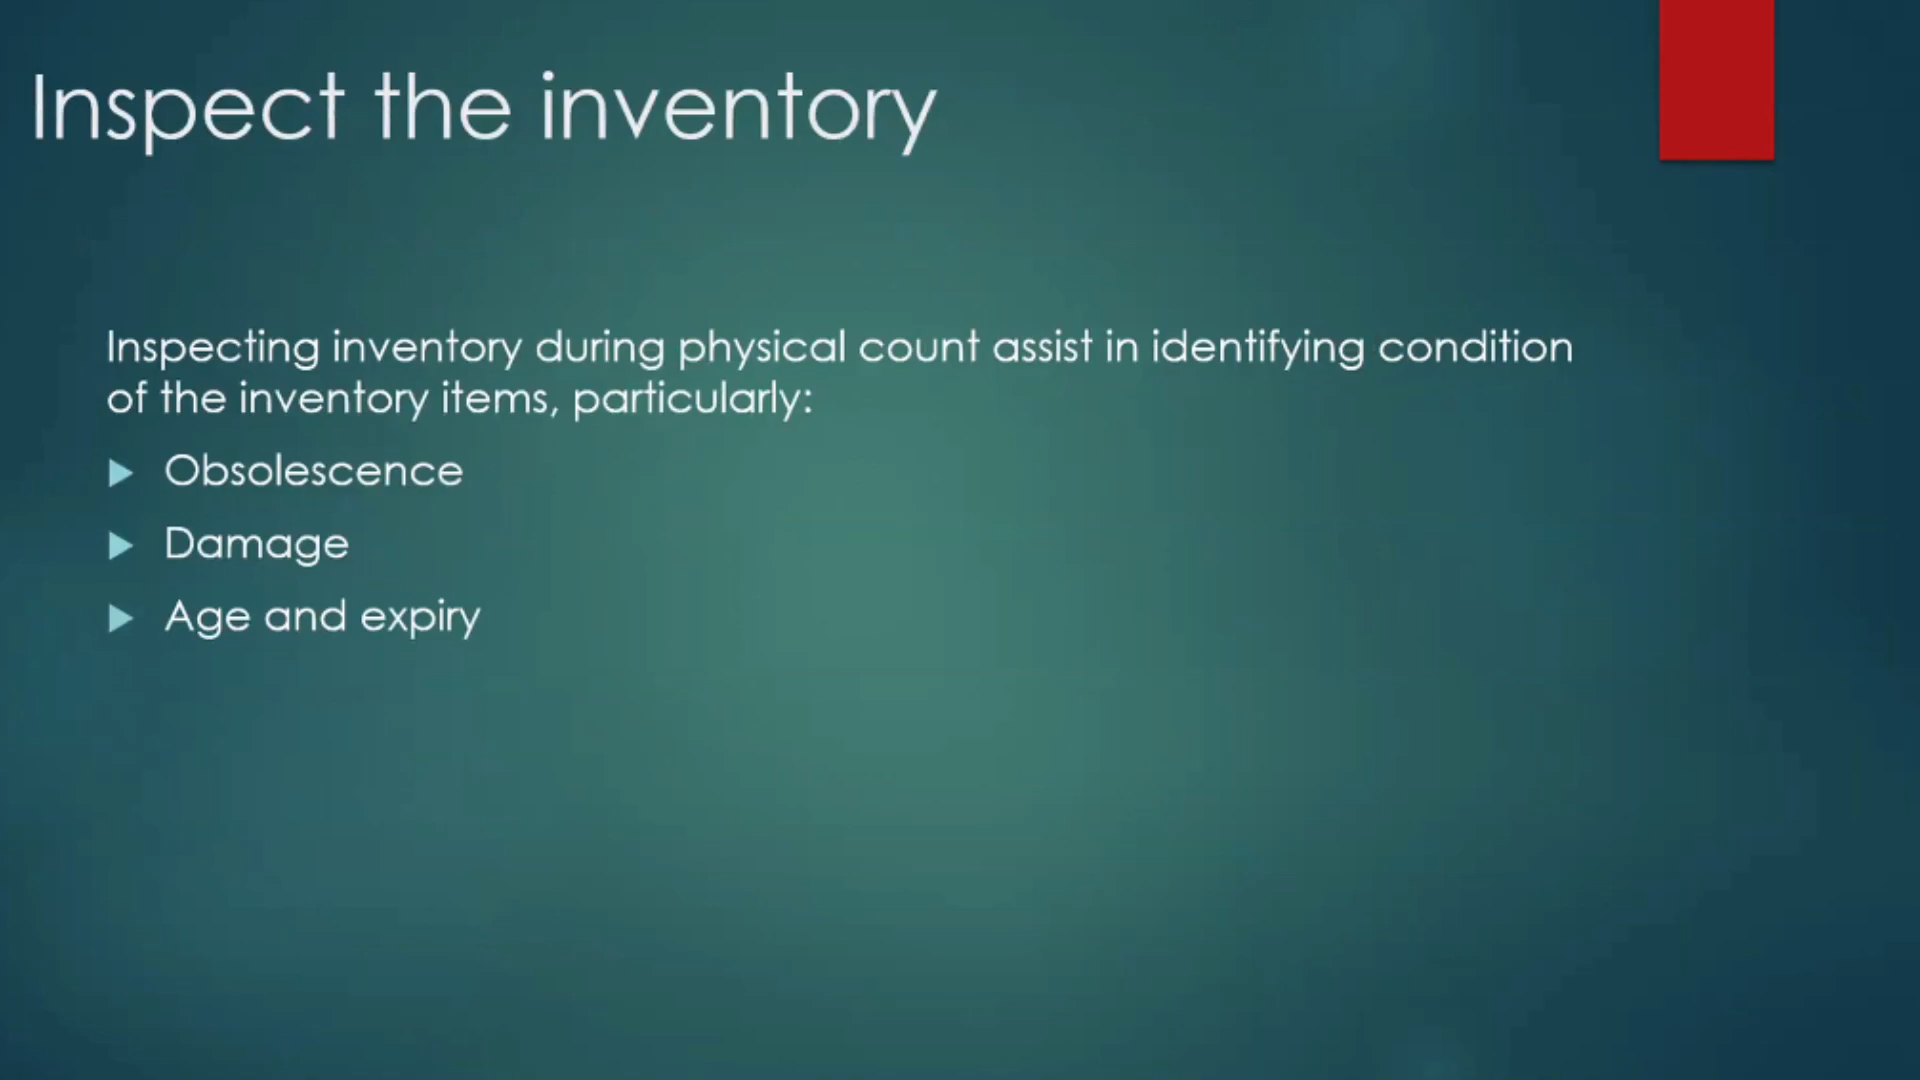 Inspect the inventory
Inspecting inventory during physical count assist in identifying condition
of the inventory items, particularly:
Obsolescence
Damage
Age and expiry